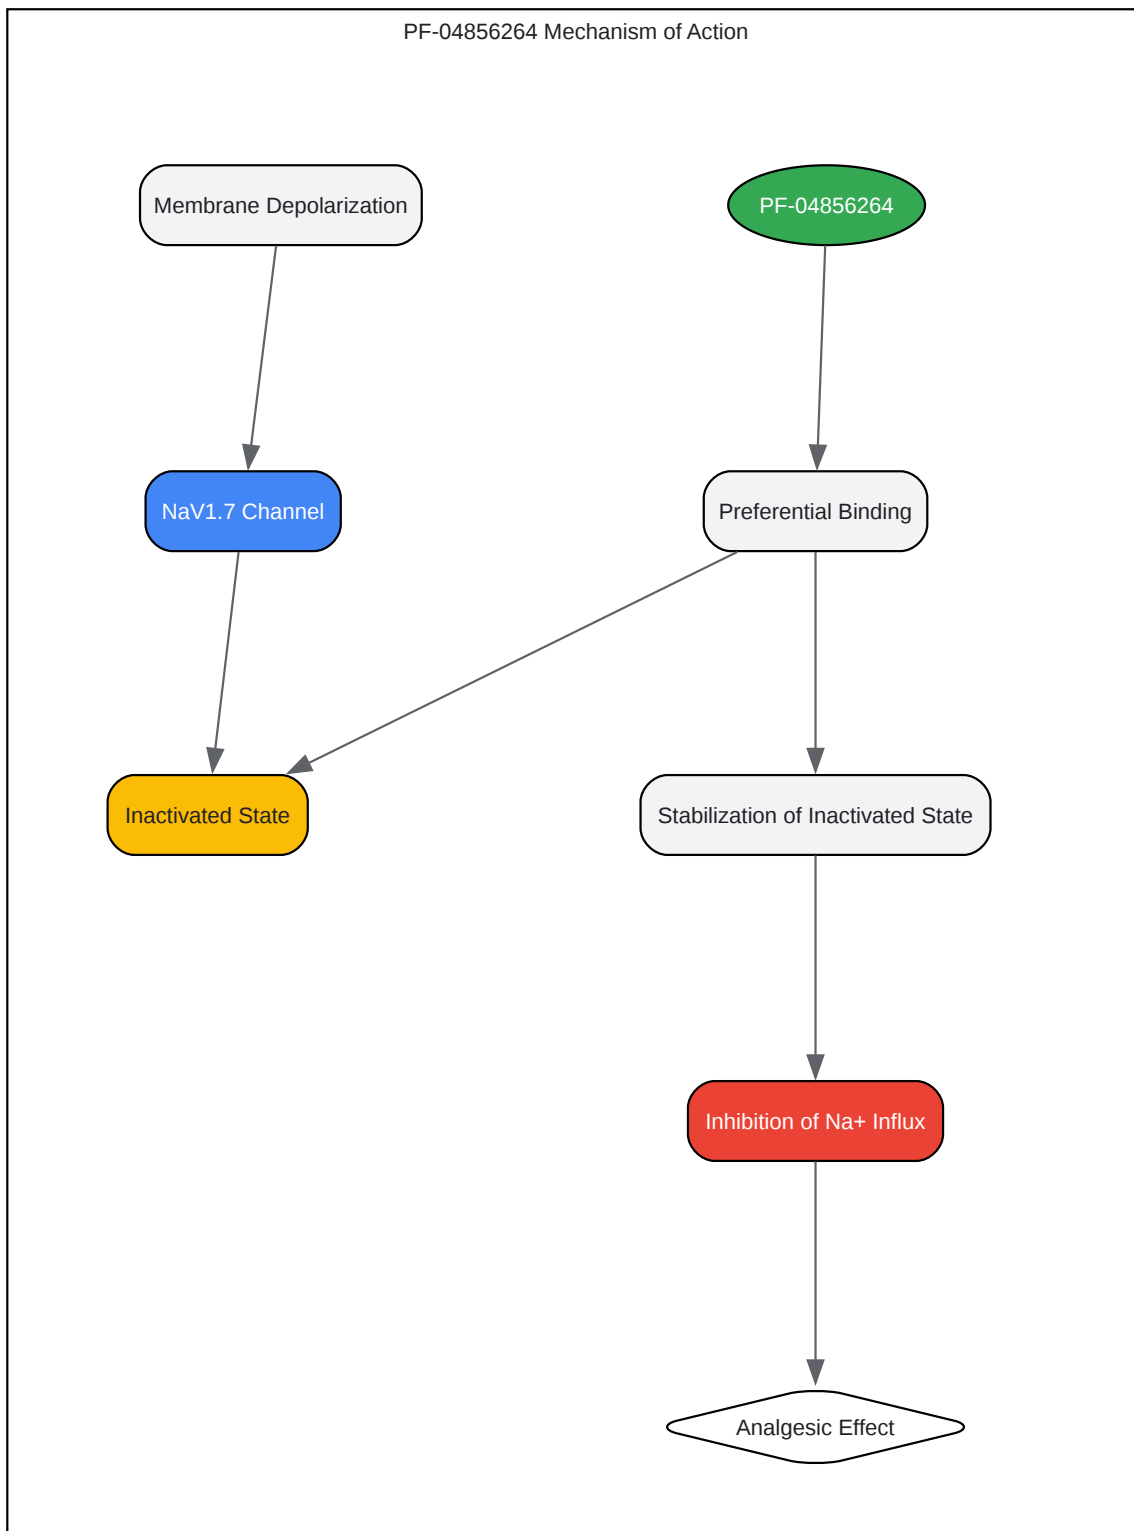 PF-04856264 Mechanism of Action
Membrane Depolarization
PF-04856264
NaV1.7 Channel
Preferential Binding
Inactivated State
Stabilization of Inactivated State
Inhibition of Na+ Influx
Analgesic Effect